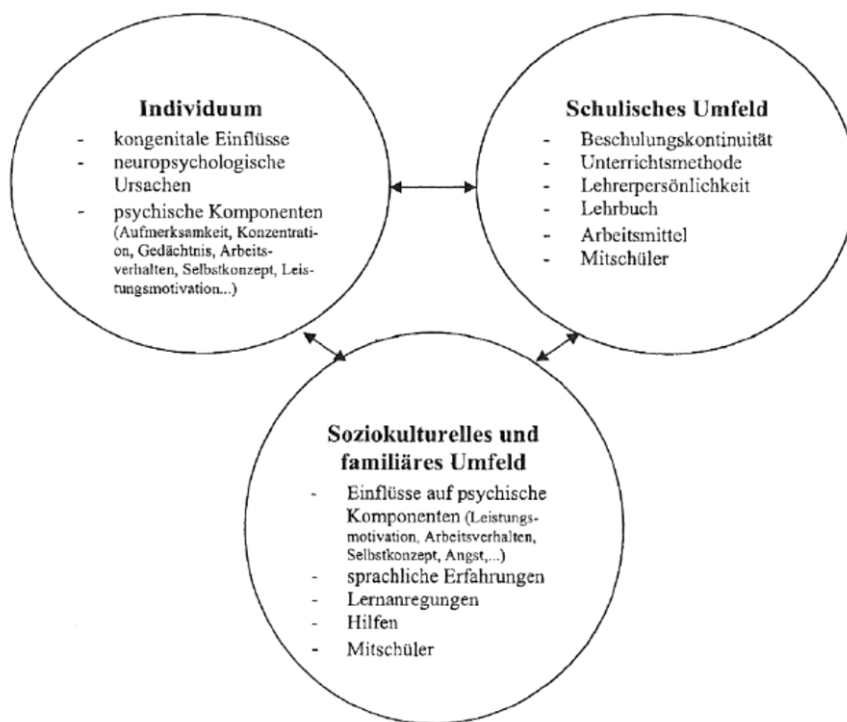 Individuum
- kongenitale Einflüsse
- neuropsychologische
Ursachen
- psychische Komponenten
(Aufmerksamkeit, Konzentrati-
on, Gedächtnis, Arbeits-
verhalten, Selbstkonzept, Leis-
tungsmotivation...)
Schulisches Umfeld
- Beschulungskontinuität
- Unterrichtsmethode
- Lehrerpersönlichkeit
- Lehrbuch
- Arbeitsmittel
- Mitschüler
Soziokulturelles und
familiäres Umfeld
- Einflüsse auf psychische
Komponenten (Leistungs-
motivation, Arbeitsverhalten,
Selbstkonzept, Angst,...)
- sprachliche Erfahrungen
- Lernanregungen
- Hilfen
- Mitschüler